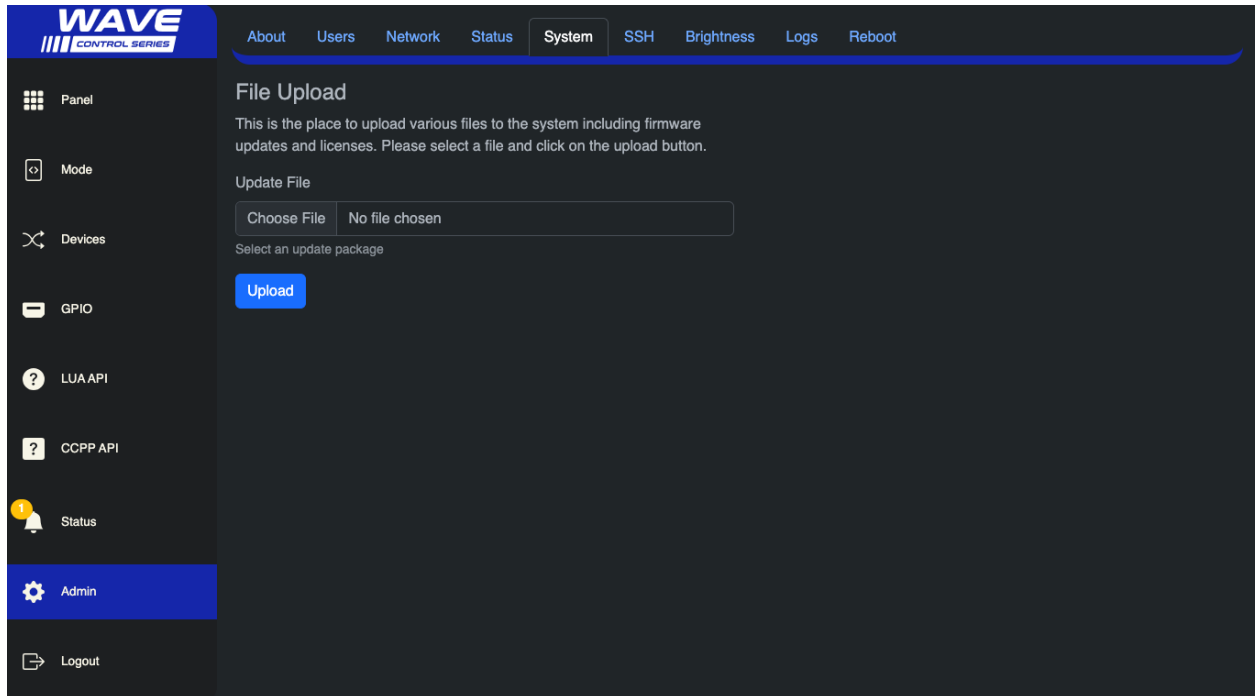 WAVE
CONTROL SERIES
About Users Network Status System SSH Brightness Logs Reboot
Panel
Mode
Devices
GPIO
LUA API
CCPP API
1
Status
Admin
Logout
File Upload
This is the place to upload various files to the system including firmware
updates and licenses. Please select a file and click on the upload button.
Update File
Choose File No file chosen
Select an update package
Upload